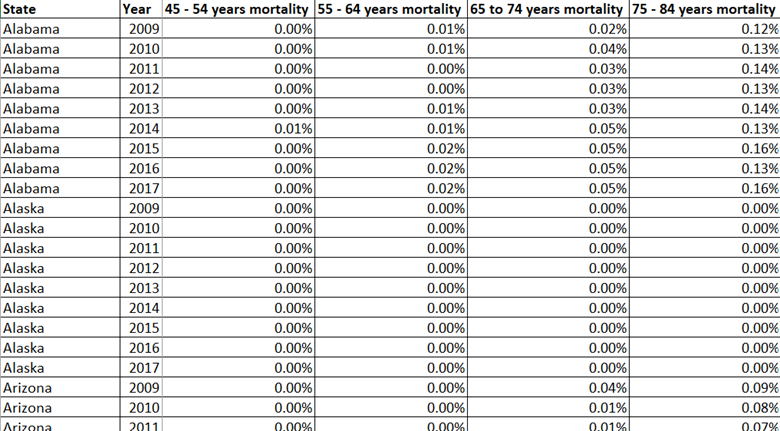 State Year 45 - 54 years mortality 55 - 64 years mortality 65 to 74 years mortality 75 - 84 years mortality
Alabama 2009 0.00% 0.01% 0.02% 0.12%
Alabama 2010 0.00% 0.01% 0.04% 0.13%
Alabama 2011 0.00% 0.00% 0.03% 0.14%
Alabama 2012 0.00% 0.00% 0.03% 0.13%
Alabama 2013 0.00% 0.01% 0.03% 0.14%
Alabama 2014 0.01% 0.01% 0.05% 0.13%
Alabama 2015 0.00% 0.02% 0.05% 0.16%
Alabama 2016 0.00% 0.02% 0.05% 0.13%
Alabama 2017 0.00% 0.02% 0.05% 0.16%
Alaska 2009 0.00% 0.00% 0.00% 0.00%
Alaska 2010 0.00% 0.00% 0.00% 0.00%
Alaska 2011 0.00% 0.00% 0.00% 0.00%
Alaska 2012 0.00% 0.00% 0.00% 0.00%
Alaska 2013 0.00% 0.00% 0.00% 0.00%
Alaska 2014 0.00% 0.00% 0.00% 0.00%
Alaska 2015 0.00% 0.00% 0.00% 0.00%
Alaska 2016 0.00% 0.00% 0.00% 0.00%
Alaska 2017 0.00% 0.00% 0.00% 0.00%
Arizona 2009 0.00% 0.00% 0.04% 0.09%
Arizona 2010 0.00% 0.00% 0.01% 0.08%
Arizona 2011 0.00% 0.00% 0.01% 0.07%